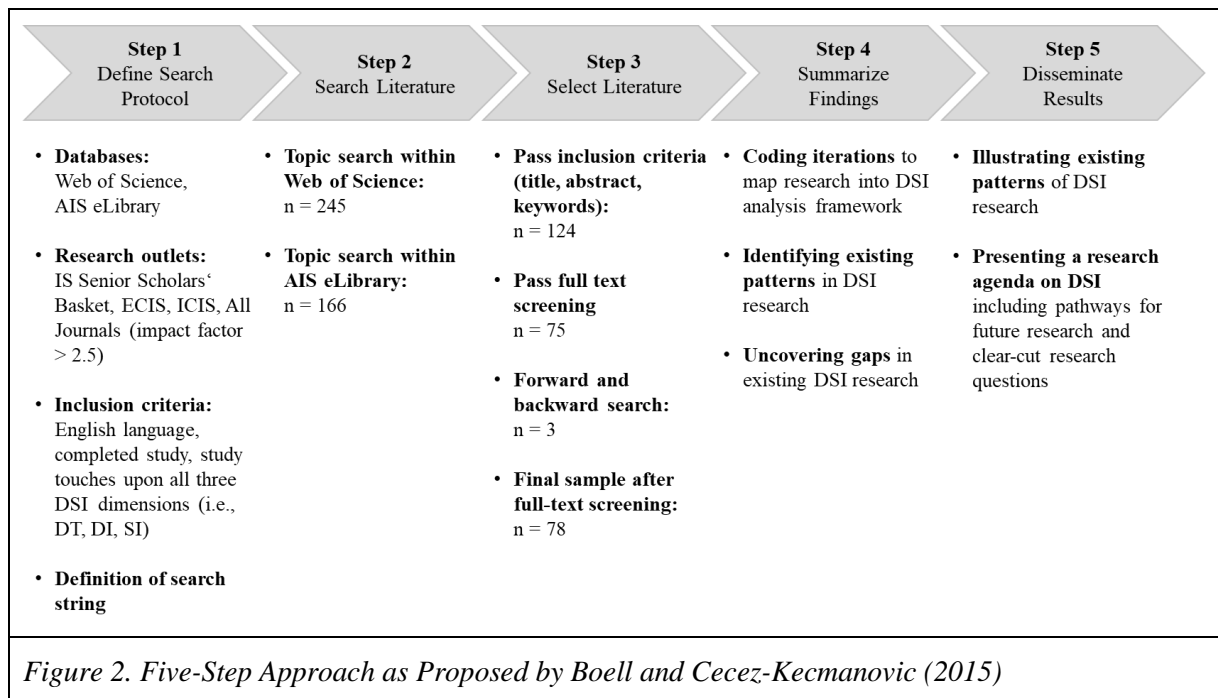 Step 1
Define Search
Protocol
Step 2
Search Literature
Step 3
Select Literature
Step 4
Summarize
Findings
Step 5
Disseminate
Results
• Databases:
Web of Science,
AIS eLibrary
• Research outlets:
IS Senior Scholars‘
Basket, ECIS, ICIS, All
Journals (impact factor
> 2.5)
• Inclusion criteria:
English language,
completed study, study
touches upon all three
DSI dimensions (i.e.,
DT, DI, SI)
• Definition of search
string
• Topic search within
Web of Science:
n = 245
• Topic search within
AIS eLibrary:
n = 166
• Pass inclusion criteria
(title, abstract,
keywords):
n = 124
• Pass full text
screening
n = 75
• Forward and
backward search:
n = 3
• Final sample after
full-text screening:
n = 78
• Coding iterations to
map research into DSI
analysis framework
• Identifying existing
patterns in DSI
research
• Uncovering gaps in
existing DSI research
• Illustrating existing
patterns of DSI
research
• Presenting a research
agenda on DSI
including pathways for
future research and
clear-cut research
questions
Figure 2. Five-Step Approach as Proposed by Boell and Cecez-Kecmanovic (2015)